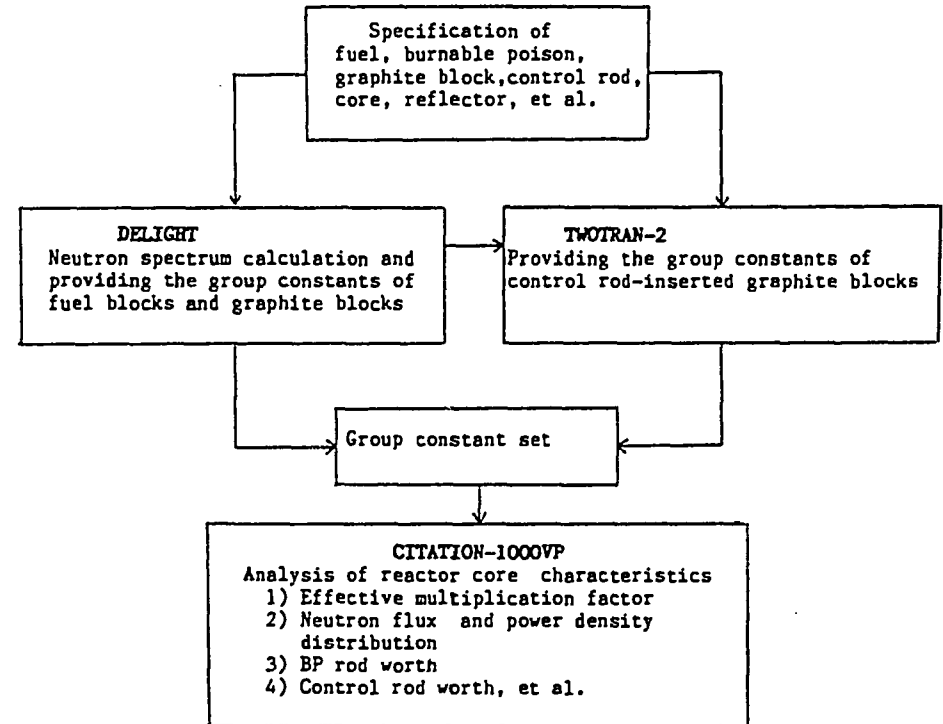 Specification of
fuel, burnable poison,
graphite block,control rod,
core, reflector, et al.
DELIGHT
Neutron spectrum calculation and
providing the group constants of
fuel blocks and graphite blocks
TWOTRAN-2
Providing the group constants of
control rod-inserted graphite blocks
Group constant set
CITATION-1000VP
Analysis of reactor core characteristics
1) Effective multiplication factor
2) Neutron flux and power density
distribution
3) BP rod worth
4) Control rod worth, et al.